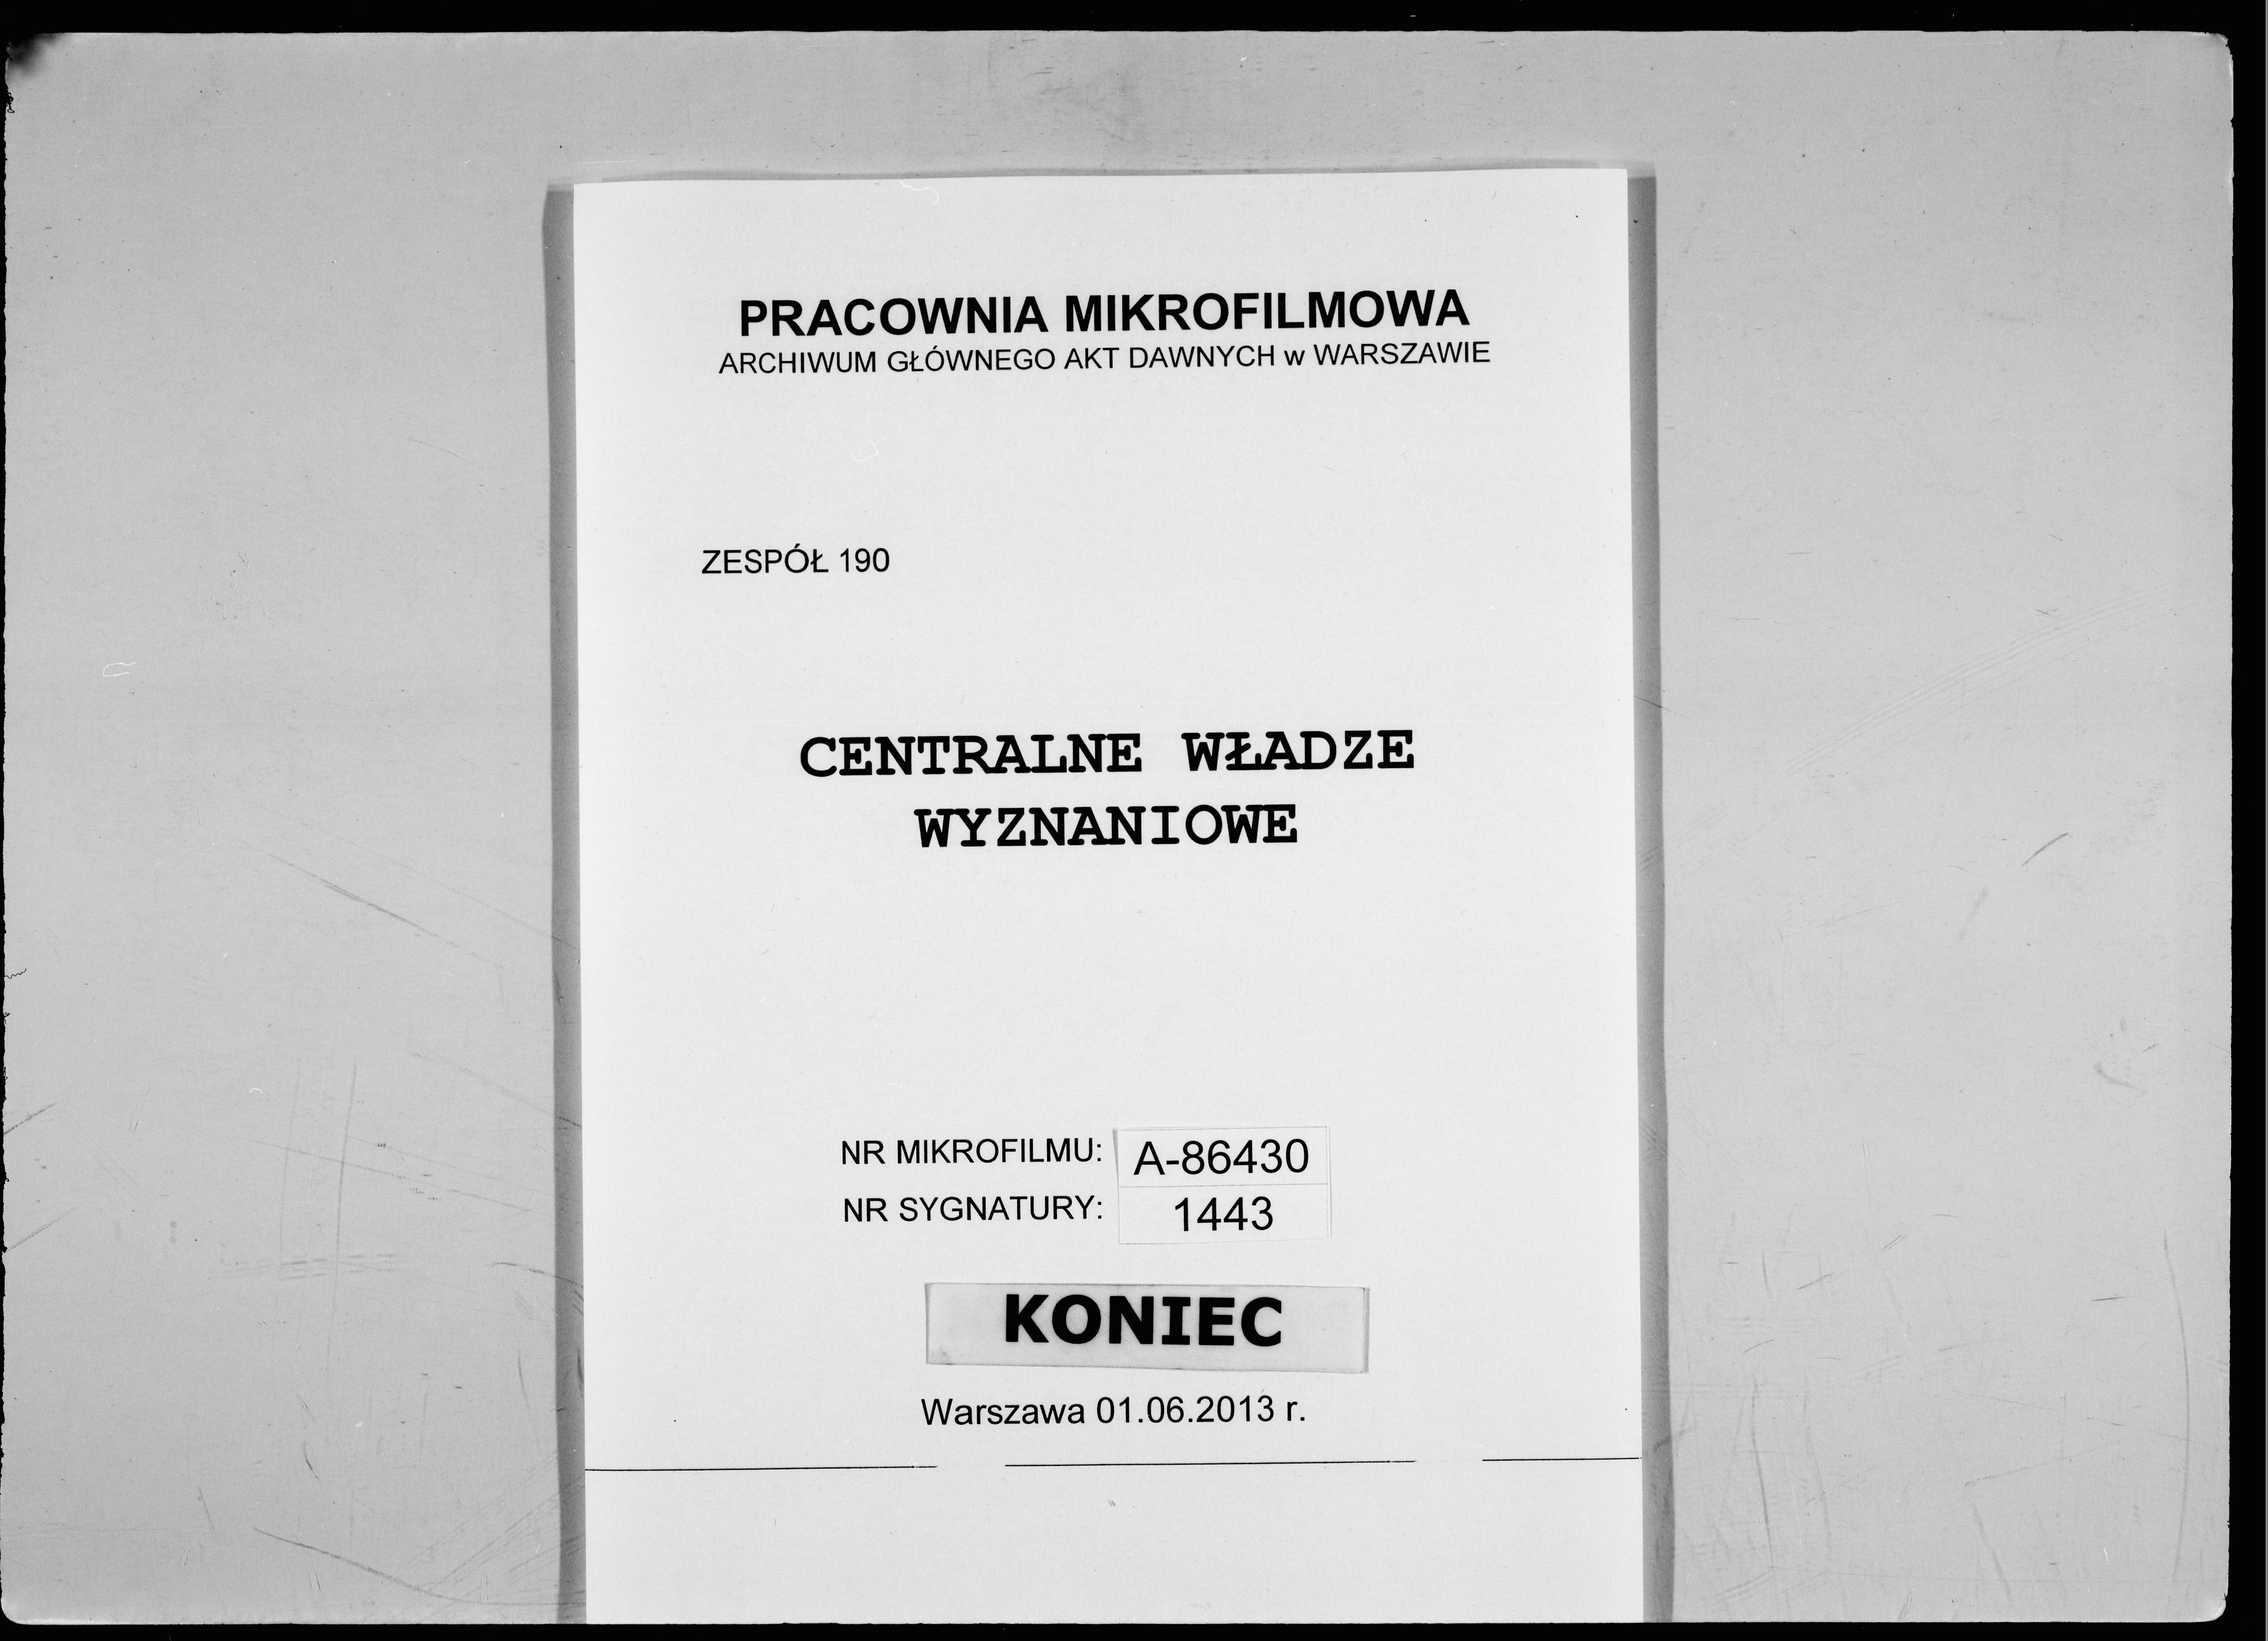 PRACOWNIA MIKROFILMOWA
ARCHIWUM GŁÓWNEGO AKT DAWNYCH w WARSZAWIE
ZESPÓŁ 190
CENTRALNE WŁADZE
WYZNANIOWE
NR MIKROFILMU: A-86430
NR SYGNATURY: 1443
KONIEC
Warszawa 01.06.2013 r.